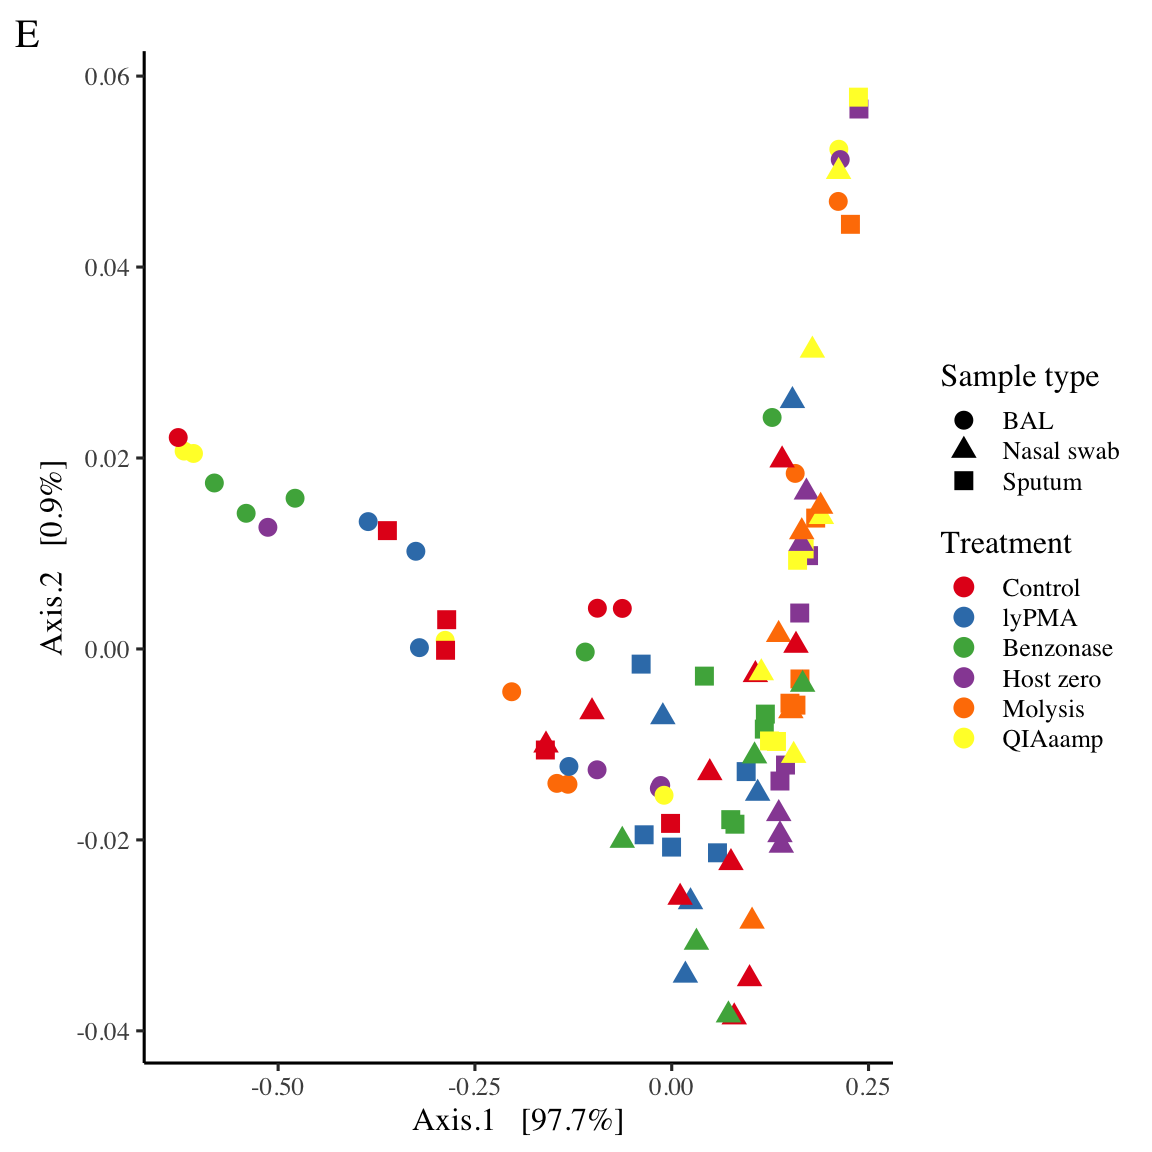 E
0.06
0.04
0.02
0.00
-0.02
-0.04
Axis.2 [0.9%]
-0.50 -0.25 0.00 0.25
Axis.1 [97.7%]
Sample type
BAL
Nasal swab
Sputum
Treatment
Control
lyPMA
Benzonase
Host zero
Molysis
QIAaamp